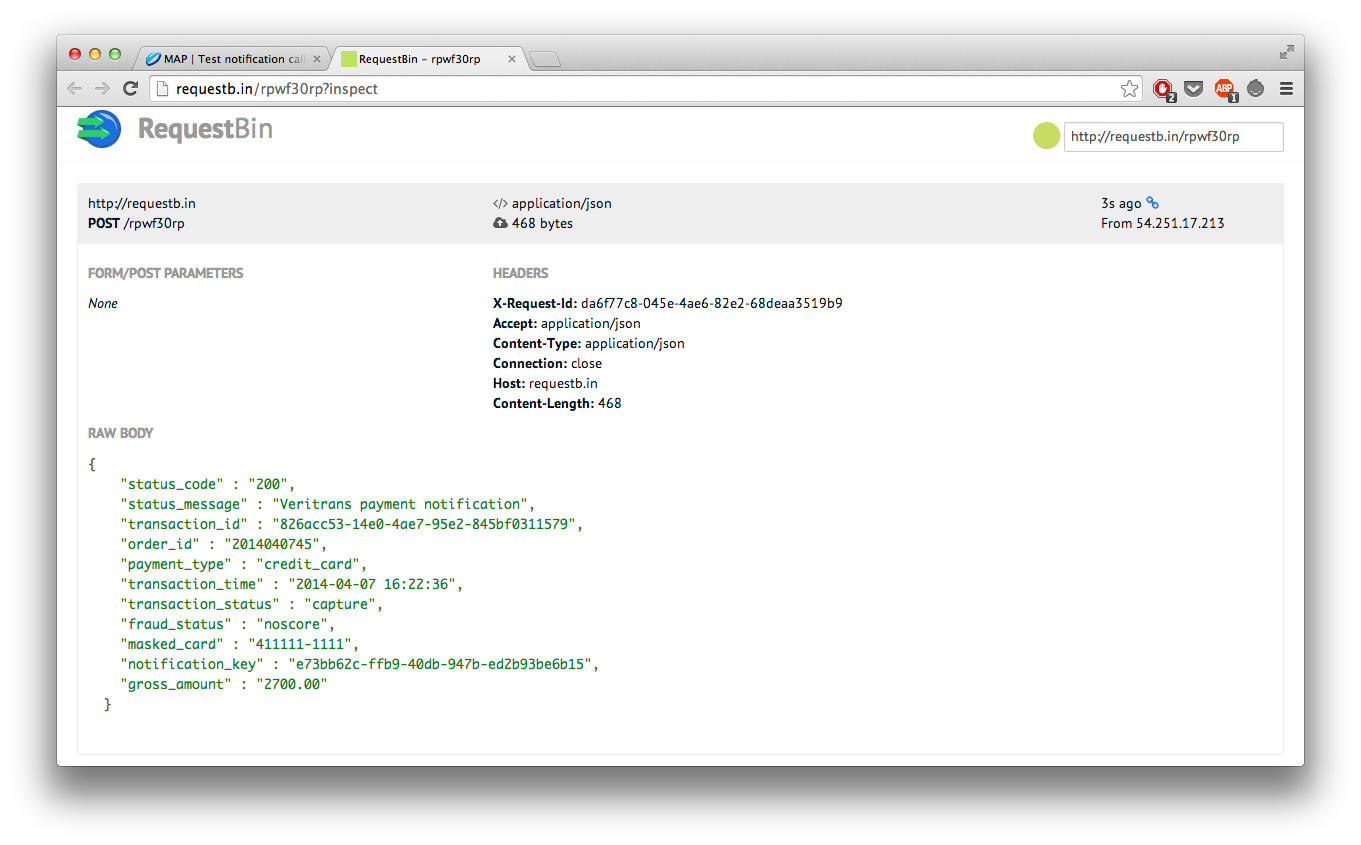 MAP | Test notification cal
RequestBin – rpwf30rp
requestb.in/rpwf30rp?inspect
2
ABP
1
RequestBin
http://requestb.in/rpwf30rp
http://requestb.in
POST /rpwf30rp
</> application/json
468 bytes
3s ago
From 54.251.17.213
FORM/POST PARAMETERS
None
HEADERS
X-Request-Id: da6f77c8-045e-4ae6-82e2-68deaa3519b9
Accept: application/json
Content-Type: application/json
Connection: close
Host: requestb.in
Content-Length: 468
RAW BODY
{
"status_code" : "200",
"status_message" : "Veritrans payment notification",
"transaction_id" : "826acc53-14e0-4ae7-95e2-845bf0311579",
"order_id" : "2014040745",
"payment_type" : "credit_card",
"transaction_time" : "2014-04-07 16:22:36",
"transaction_status" : "capture",
"fraud_status" : "noscore",
"masked_card" : "411111-1111",
"notification_key" : "e73bb62c-ffb9-40db-947b-ed2b93be6b15",
"gross_amount" : "2700.00"
}